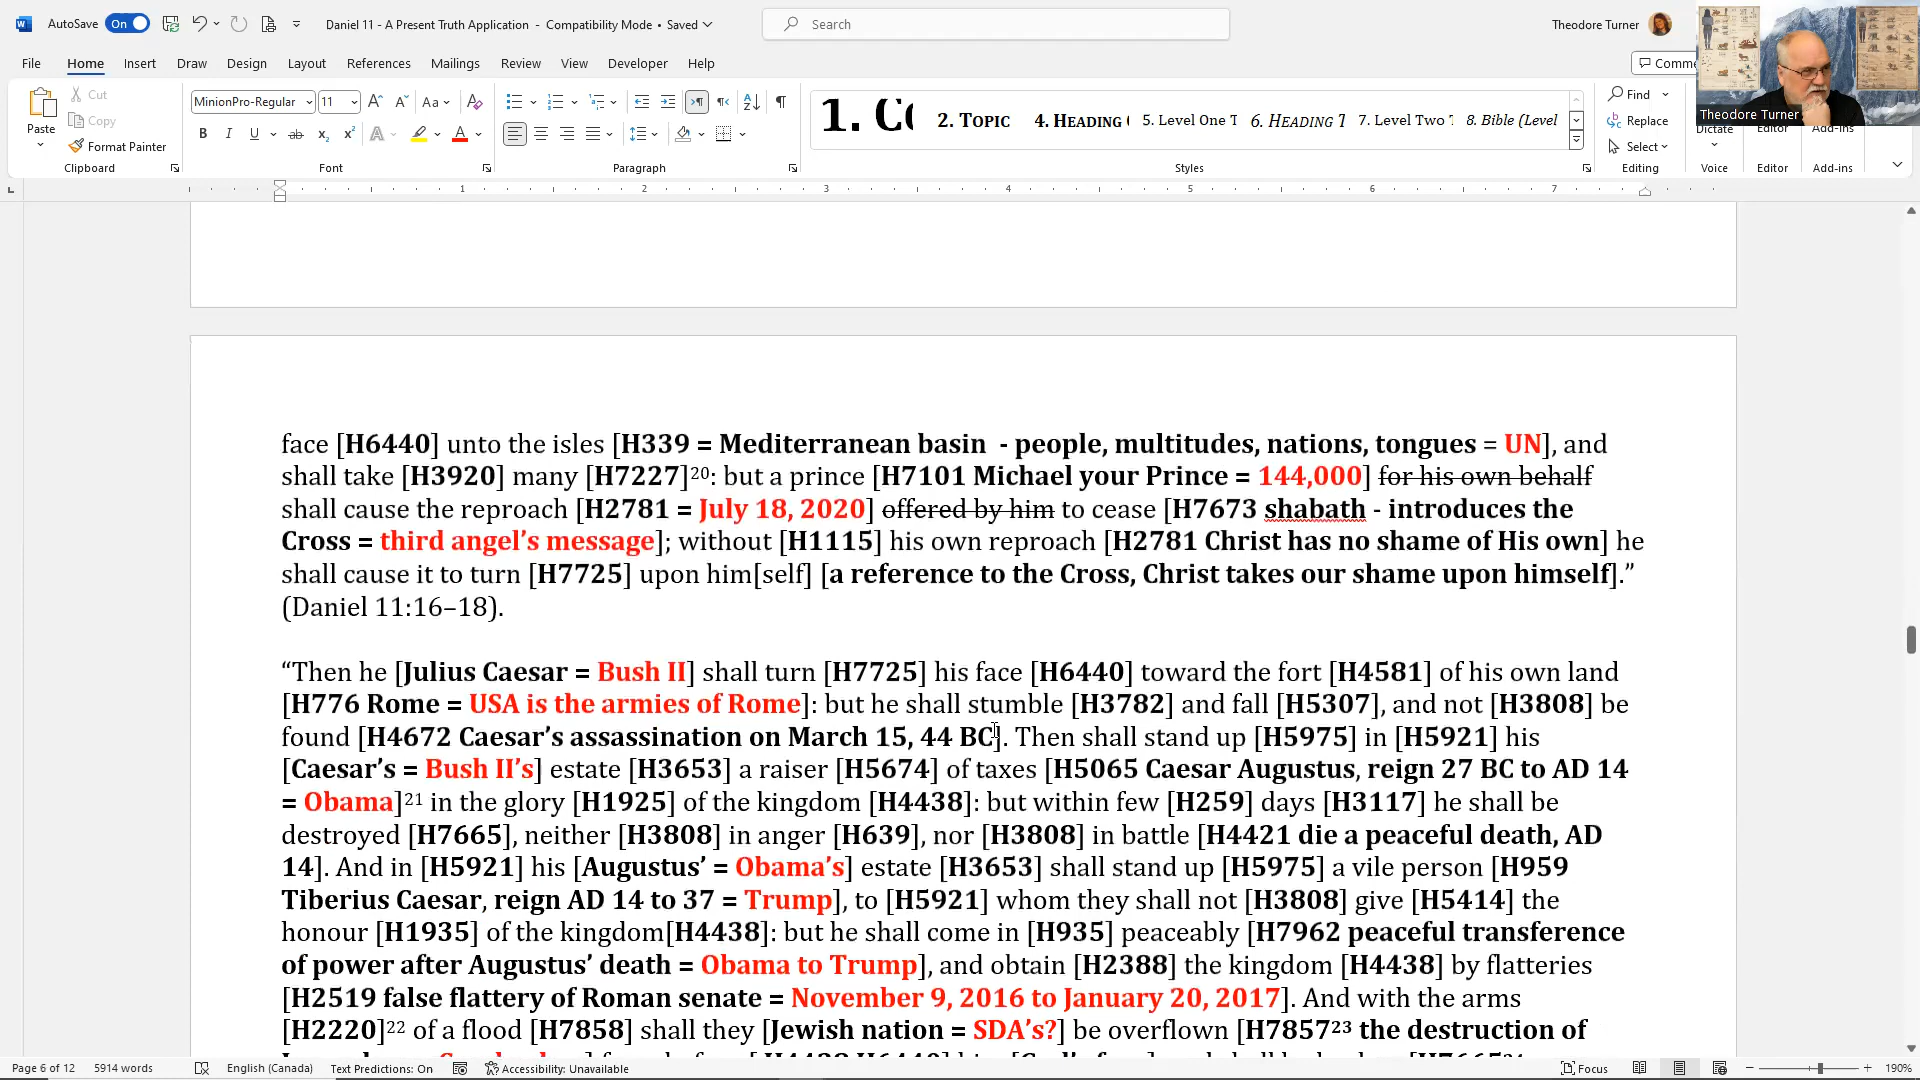 AutoSave On Daniel 11 - A Present Truth Application - Compatibility Mode • Saved Search Theodore Turner
File Home Insert Draw Design Layout References Mailings Review View Developer Help
Cut
Copy
Format Painter
Paste
Clipboard
MinionPro-Regular 11
Font
Paragraph
2. TOPIC 4. HEADING 5. Level One T 6. HEADING T 7. Level Two 8. Bible (Level
Styles
Find
Replace
Select
Editing
Theodore Turner
Dictate
Voice
Editor
Add-ins
1 2 3 4 5 6 7
face [H6440] unto the isles [H339 = Mediterranean basin - people, multitudes, nations, tongues = UN], and
shall take [H3920] many [H7227]20: but a prince [H7101 Michael your Prince = 144,000] for his own behalf
shall cause the reproach [H2781 = July 18, 2020] offered by him to cease [H7673 shabath - introduces the
Cross = third angel’s message]; without [H1115] his own reproach [H2781 Christ has no shame of His own] he
shall cause it to turn [H7725] upon him[self] [a reference to the Cross, Christ takes our shame upon himself].”
(Daniel 11:16–18).
“Then he [Julius Caesar = Bush II] shall turn [H7725] his face [H6440] toward the fort [H4581] of his own land
[H776 Rome = USA is the armies of Rome]: but he shall stumble [H3782] and fall [H5307], and not [H3808] be
found [H4672 Caesar’s assassination on March 15, 44 BC]. Then shall stand up [H5975] in [H5921] his
[Caesar’s = Bush II’s] estate [H3653] a raiser [H5674] of taxes [H5065 Caesar Augustus, reign 27 BC to AD 14
= Obama]21 in the glory [H1925] of the kingdom [H4438]: but within few [H259] days [H3117] he shall be
destroyed [H7665], neither [H3808] in anger [H639], nor [H3808] in battle [H4421 die a peaceful death, AD
14]. And in [H5921] his [Augustus’ = Obama’s] estate [H3653] shall stand up [H5975] a vile person [H959
Tiberius Caesar, reign AD 14 to 37 = Trump], to [H5921] whom they shall not [H3808] give [H5414] the
honour [H1935] of the kingdom[H4438]: but he shall come in [H935] peaceably [H7962 peaceful transference
of power after Augustus’ death = Obama to Trump], and obtain [H2388] the kingdom [H4438] by flatteries
[H2519 false flattery of Roman senate = November 9, 2016 to January 20, 2017]. And with the arms
[H2220]22 of a flood [H7858] shall they [Jewish nation = SDA’s?] be overflown [H785723 the destruction of
Page 6 of 12 5914 words English (Canada) Text Predictions: On Accessibility: Unavailable Focus 190%